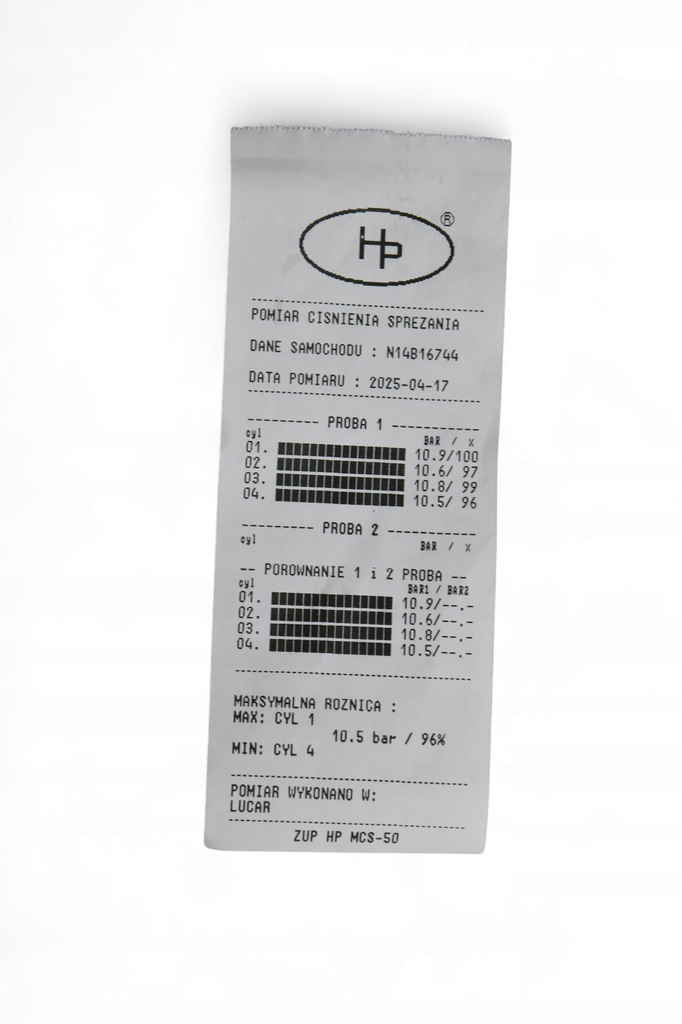 HP ®
POMIAR CISNIENIA SPREZANIA
DANE SAMOCHODU : N14B16744
DATA POMIARU : 2025-04-17
--------- PROBA 1 -----------
cyl BAR / %
01. 10.9/100
02. 10.6/ 97
03. 10.8/ 99
04. 10.5/ 96
--------- PROBA 2 -----------
cyl BAR / %
-- POROWNANIE 1 i 2 PROBA --
cyl BAR1 / BAR2
01. 10.9/--.-
02. 10.6/--.-
03. 10.8/--.-
04. 10.5/--.-
MAKSYMALNA ROZNICA :
MAX: CYL 1
10.5 bar / 96%
MIN: CYL 4
POMIAR WYKONANO W:
LUCAR
ZUP HP MCS-50